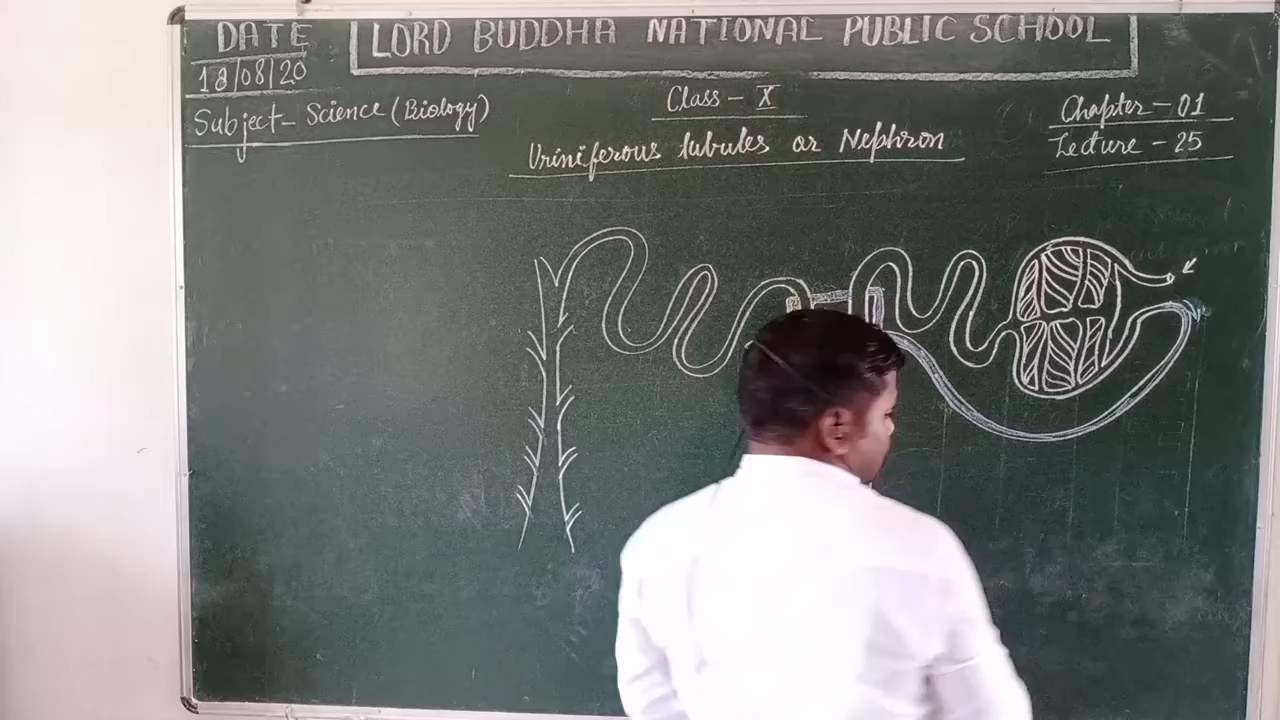 DATE
18/08/20
LORD BUDDHA NATIONAL PUBLIC SCHOOL
Subject - Science (Biology)
Class - X
Chapter - 01
Lecture - 25
Uriniferous tubules or Nephron